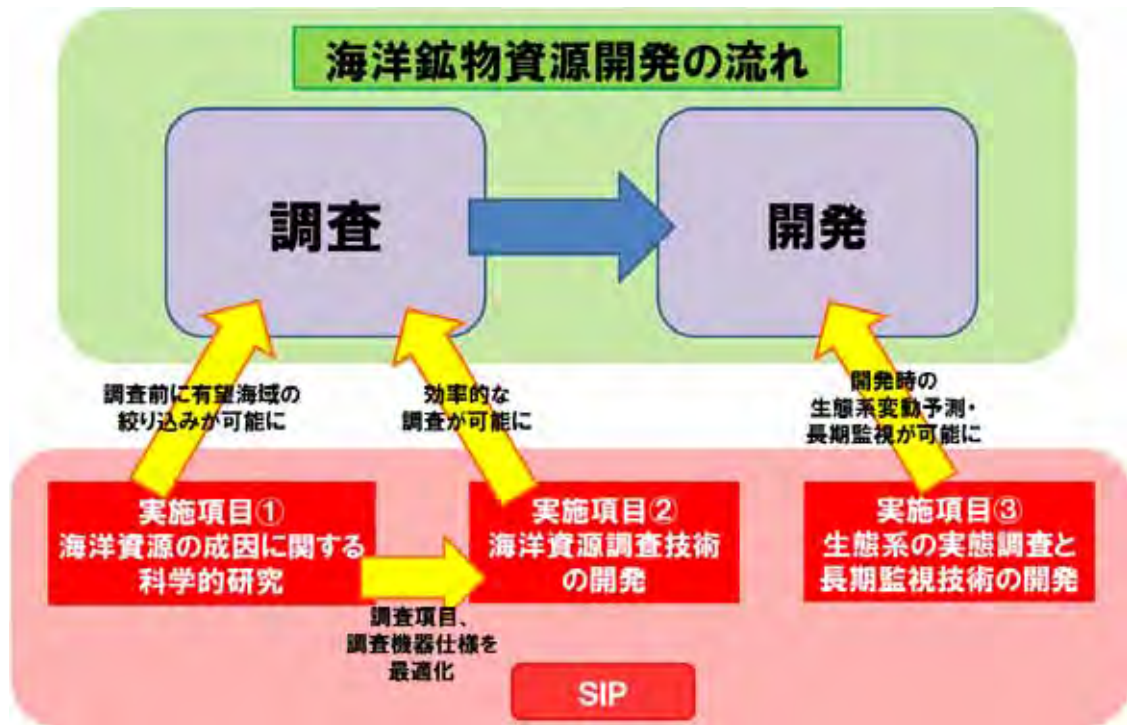 海洋鉱物資源開発の流れ
調査
開発
調査前に有望海域の
絞り込みが可能に
効率的な
調査が可能に
開発時の
生態系変動予測・
長期監視が可能に
実施項目①
海洋資源の成因に関する
科学的研究
実施項目②
海洋資源調査技術
の開発
実施項目③
生態系の実態調査と
長期監視技術の開発
調査項目、
調査機器仕様を
最適化
SIP